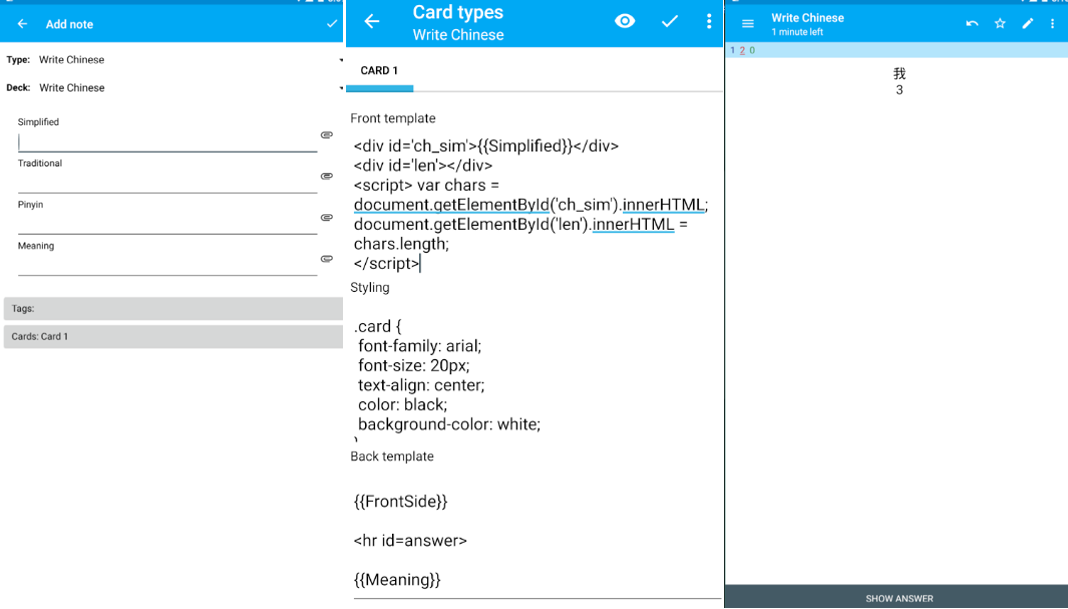 Add note
Type: Write Chinese
Deck: Write Chinese
Simplified
Traditional
Pinyin
Meaning
Tags:
Cards: Card 1
Card types
Write Chinese
CARD 1
Front template
<div id='ch_sim'>{{Simplified}}</div>
<div id='len'></div>
<script> var chars =
document.getElementById('ch_sim').innerHTML;
document.getElementById('len').innerHTML =
chars.length;
</script>
Styling
.card {
font-family: arial;
font-size: 20px;
text-align: center;
color: black;
background-color: white;
}
Back template
{{FrontSide}}
<hr id=answer>
{{Meaning}}
Write Chinese
1 minute left
1 2 0
我
3
SHOW ANSWER